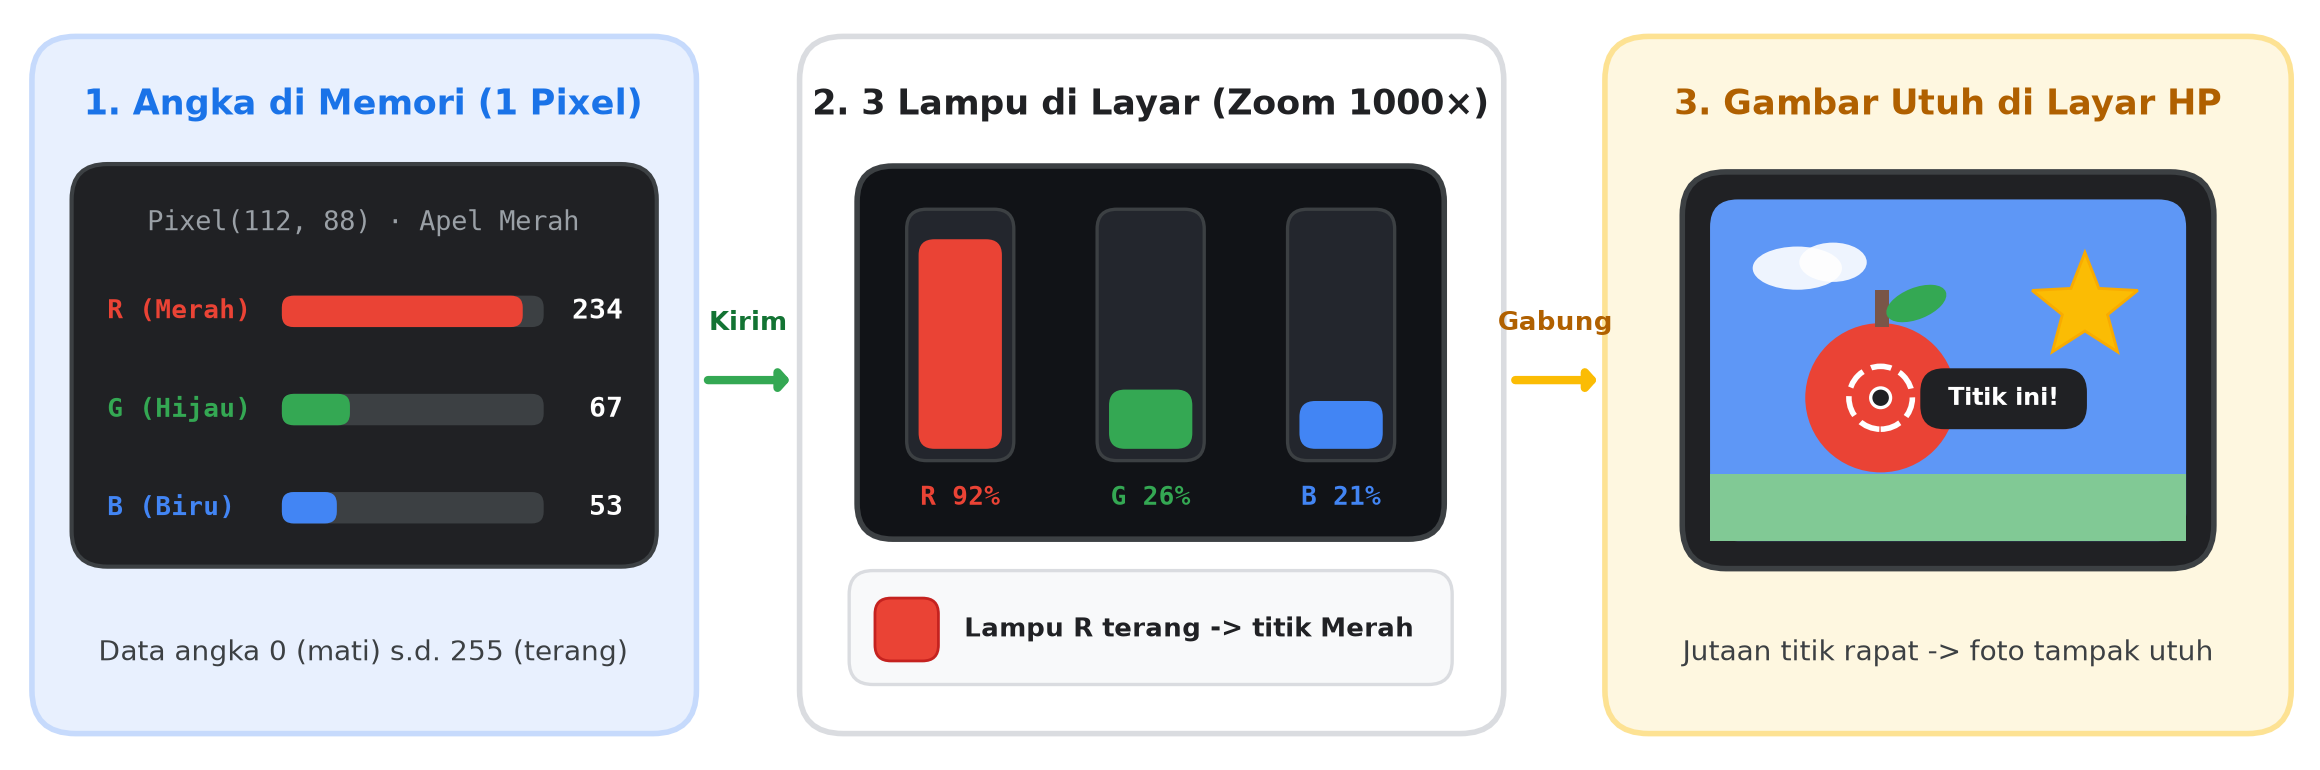 1. Angka di Memori (1 Pixel)
Pixel(112, 88) · Apel Merah
R (Merah) 234
G (Hijau) 67
B (Biru) 53
Data angka 0 (mati) s.d. 255 (terang)
Kirim
2. 3 Lampu di Layar (Zoom 1000×)
R 92% G 26% B 21%
Lampu R terang -> titik Merah
Gabung
3. Gambar Utuh di Layar HP
Titik ini!
Jutaan titik rapat -> foto tampak utuh